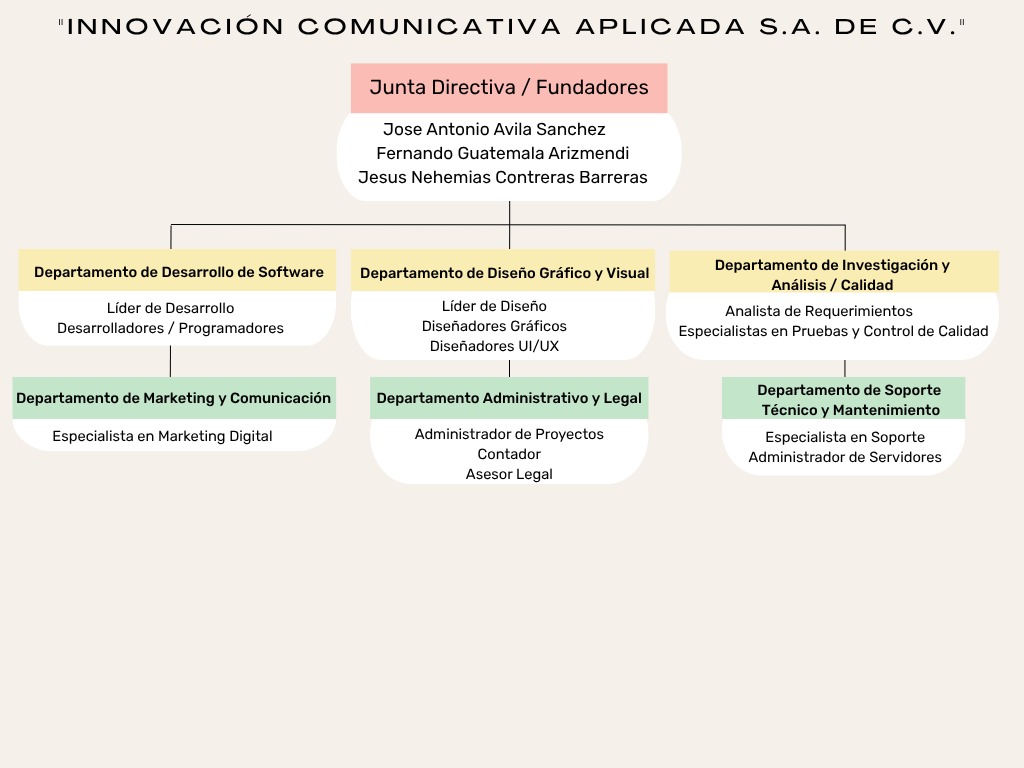 "INNOVACIÓN COMUNICATIVA APLICADA S.A. DE C.V."
Junta Directiva / Fundadores
Jose Antonio Avila Sanchez
Fernando Guatemala Arizmendi
Jesus Nehemias Contreras Barreras
Departamento de Desarrollo de Software
Líder de Desarrollo
Desarrolladores / Programadores
Departamento de Diseño Gráfico y Visual
Líder de Diseño
Diseñadores Gráficos
Diseñadores UI/UX
Departamento de Investigación y
Análisis / Calidad
Analista de Requerimientos
Especialistas en Pruebas y Control de Calidad
Departamento de Marketing y Comunicación
Especialista en Marketing Digital
Departamento Administrativo y Legal
Administrador de Proyectos
Contador
Asesor Legal
Departamento de Soporte
Técnico y Mantenimiento
Especialista en Soporte
Administrador de Servidores